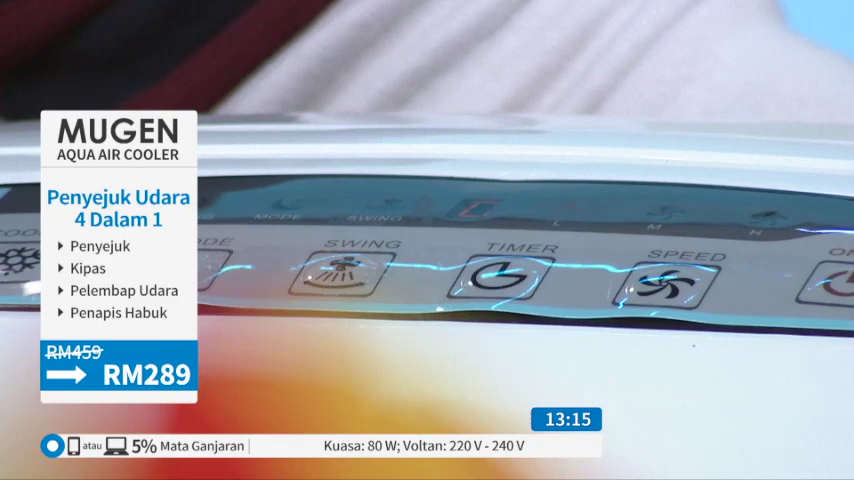 MUGEN
AQUA AIR COOLER
Penyejuk Udara
4 Dalam 1
Penyejuk
Kipas
Pelembap Udara
Penapis Habuk
RM459
RM289
MODE SWING L M H
SWING TIMER SPEED
13:15
atau 5% Mata Ganjaran
Kuasa: 80 W; Voltan: 220 V - 240 V